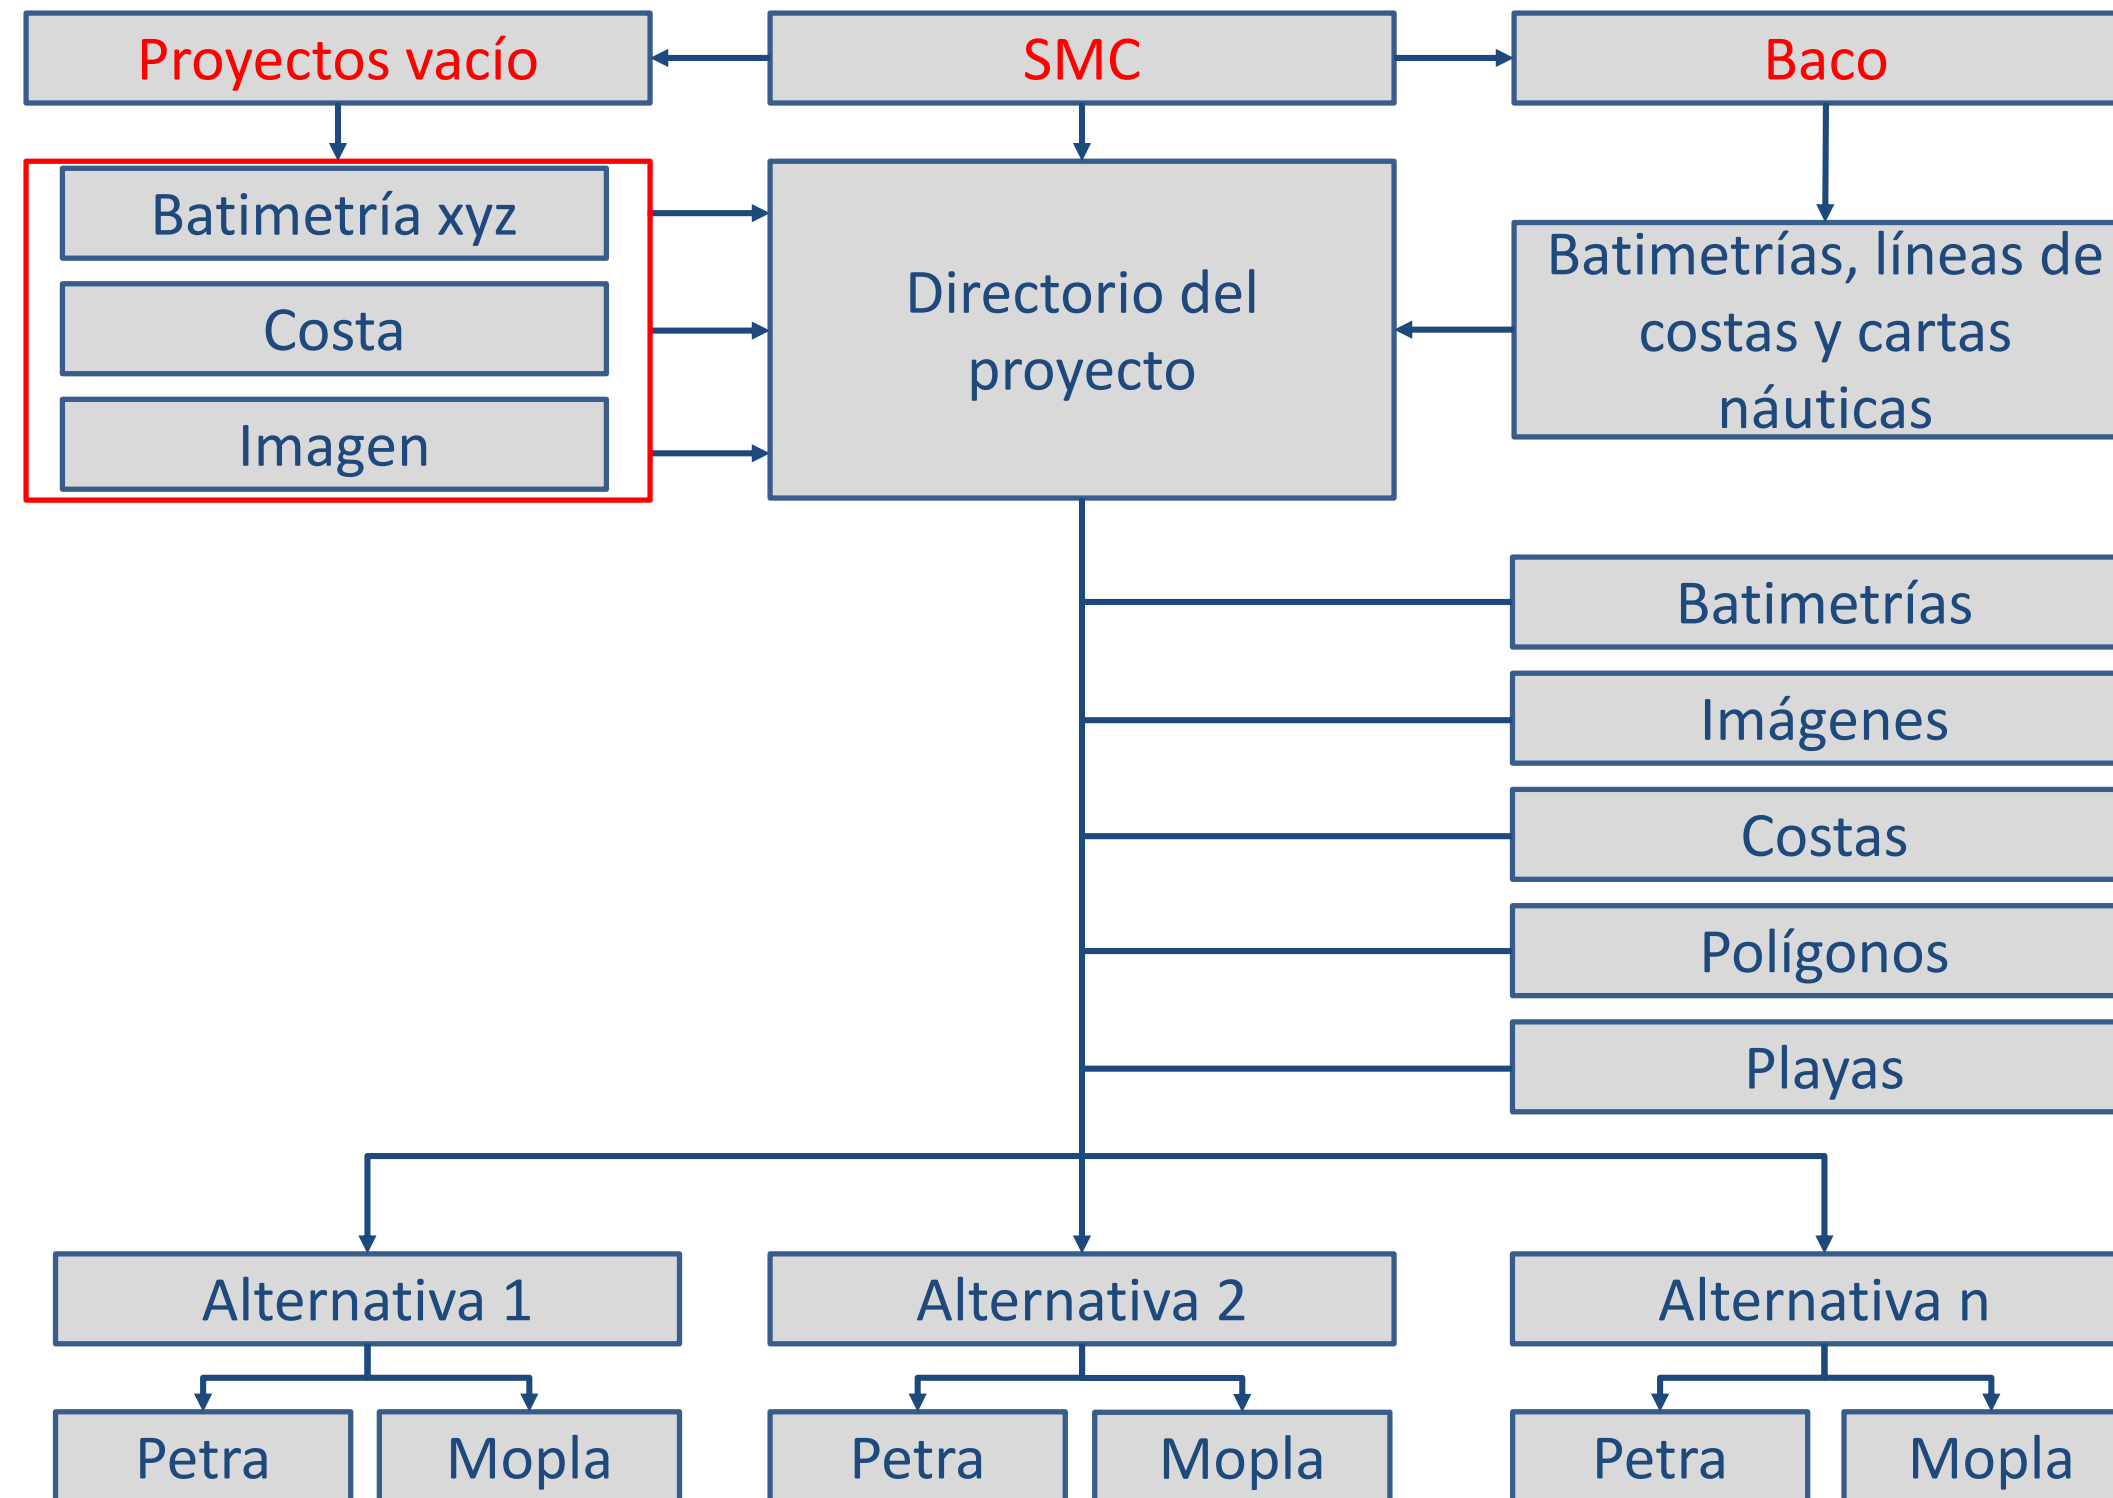 Proyectos vacío
SMC
Baco
Batimetría xyz
Costa
Imagen
Directorio del
proyecto
Batimetrías, líneas de
costas y cartas
náuticas
Batimetrías
Imágenes
Costas
Polígonos
Playas
Alternativa 1
Alternativa 2
Alternativa n
Petra
Mopla
Petra
Mopla
Petra
Mopla